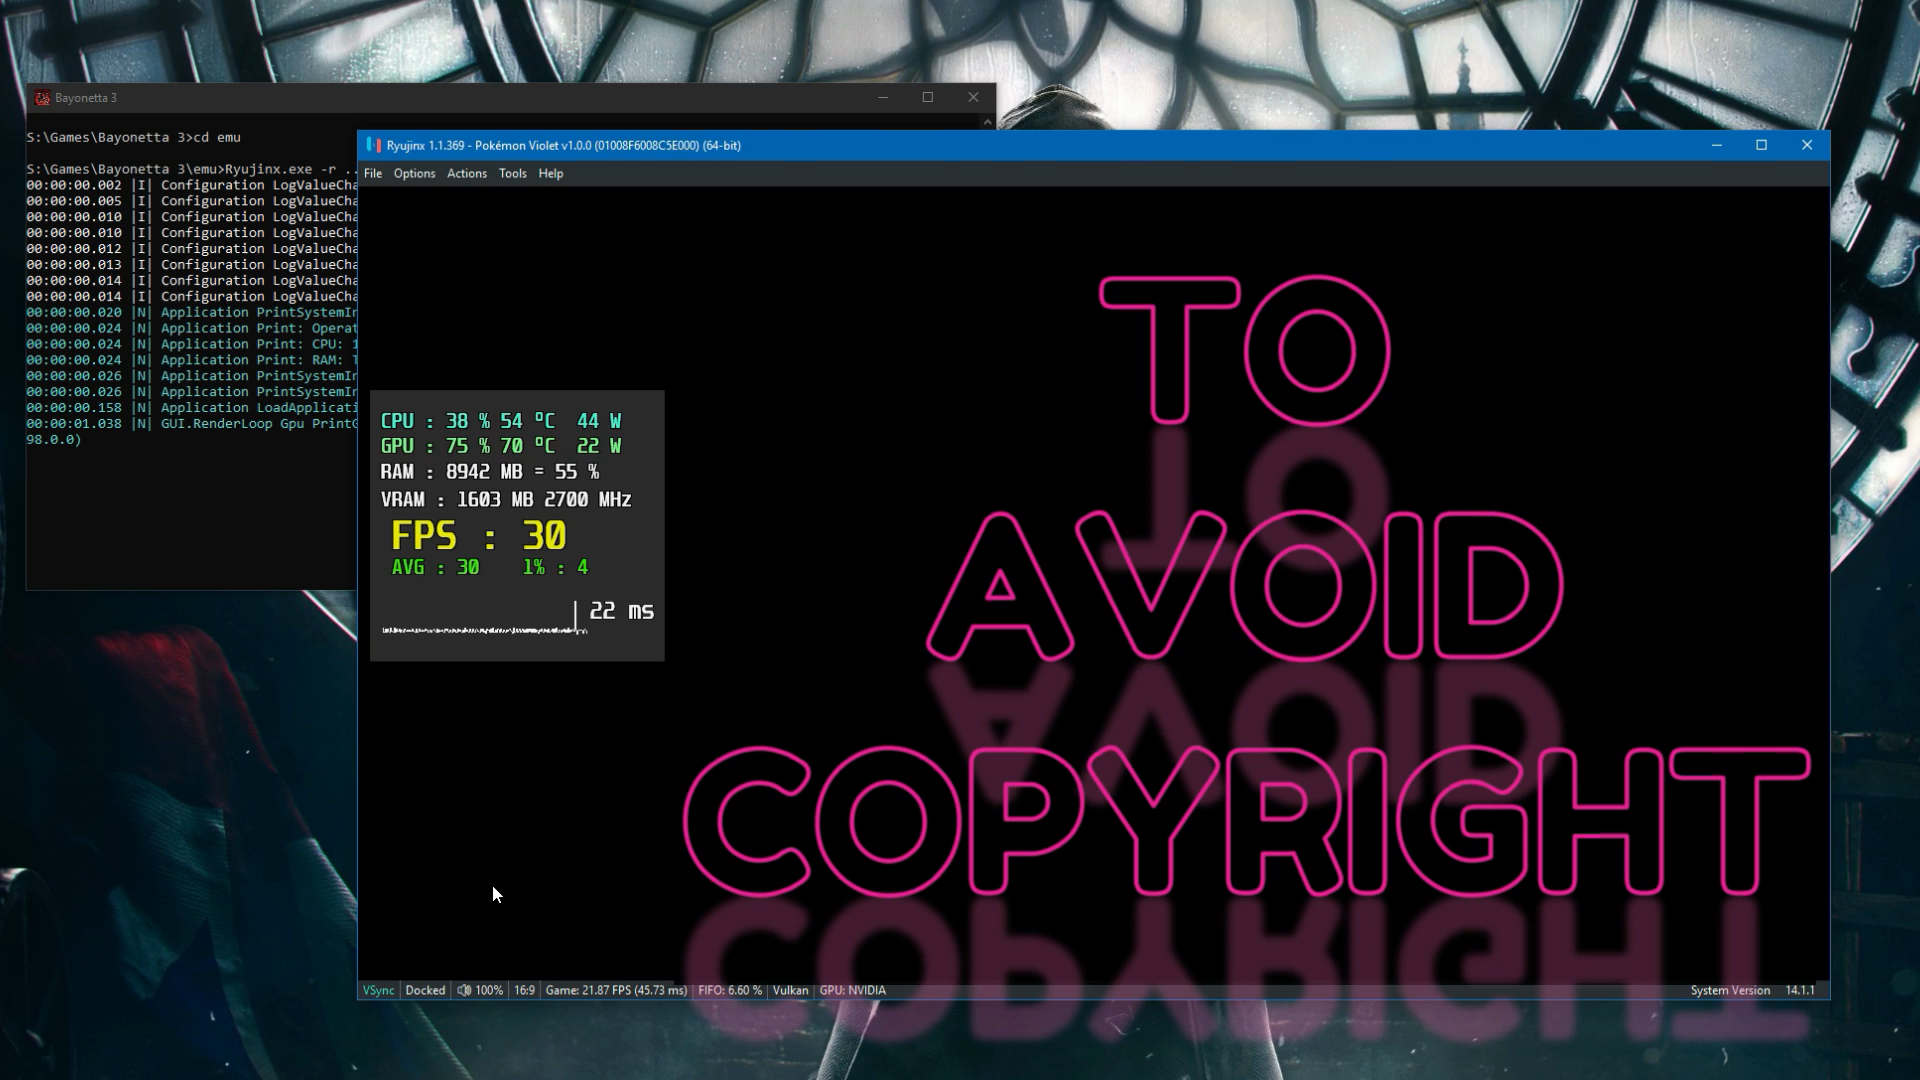 Bayonetta 3
S:\Games\Bayonetta 3>cd emu
S:\Games\Bayonetta 3\emu>Ryujinx.exe -r ..
00:00:00.002 |I| Configuration LogValueCha
00:00:00.005 |I| Configuration LogValueCha
00:00:00.010 |I| Configuration LogValueCha
00:00:00.010 |I| Configuration LogValueCha
00:00:00.012 |I| Configuration LogValueCha
00:00:00.013 |I| Configuration LogValueCha
00:00:00.014 |I| Configuration LogValueCha
00:00:00.014 |I| Configuration LogValueCha
00:00:00.020 |N| Application PrintSystemIn
00:00:00.024 |N| Application Print: Operat
00:00:00.024 |N| Application Print: CPU: 1
00:00:00.024 |N| Application Print: RAM: T
00:00:00.026 |N| Application PrintSystemIn
00:00:00.026 |N| Application PrintSystemIn
00:00:00.158 |N| Application LoadApplicati
00:00:01.038 |N| GUI.RenderLoop Gpu PrintG
98.0.0)
Ryujinx 1.1.369 - Pokémon Violet v1.0.0 (01008F6008C5E000) (64-bit)
File Options Actions Tools Help
CPU : 38 % 54 ºC 44 W
GPU : 75 % 70 ºC 22 W
RAM : 8942 MB = 55 %
VRAM : 1603 MB 2700 MHz
FPS : 30
AVG : 30 1% : 4
22 ms
TO
AVOID
COPYRIGHT
VSync Docked 100% 16:9 Game: 21.87 FPS (45.73 ms) FIFO: 6.60 % Vulkan GPU: NVIDIA System Version 14.1.1